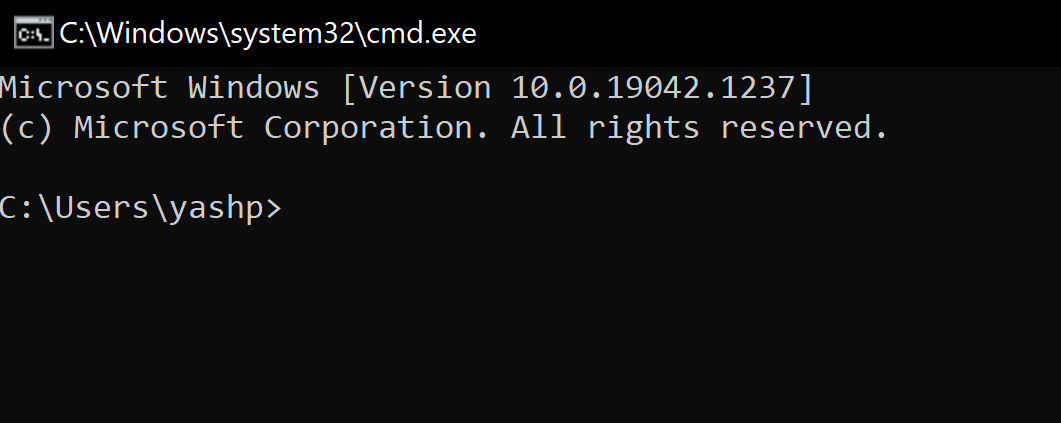 C:\Windows\system32\cmd.exe
Microsoft Windows [Version 10.0.19042.1237]
(c) Microsoft Corporation. All rights reserved.
C:\Users\yashp>